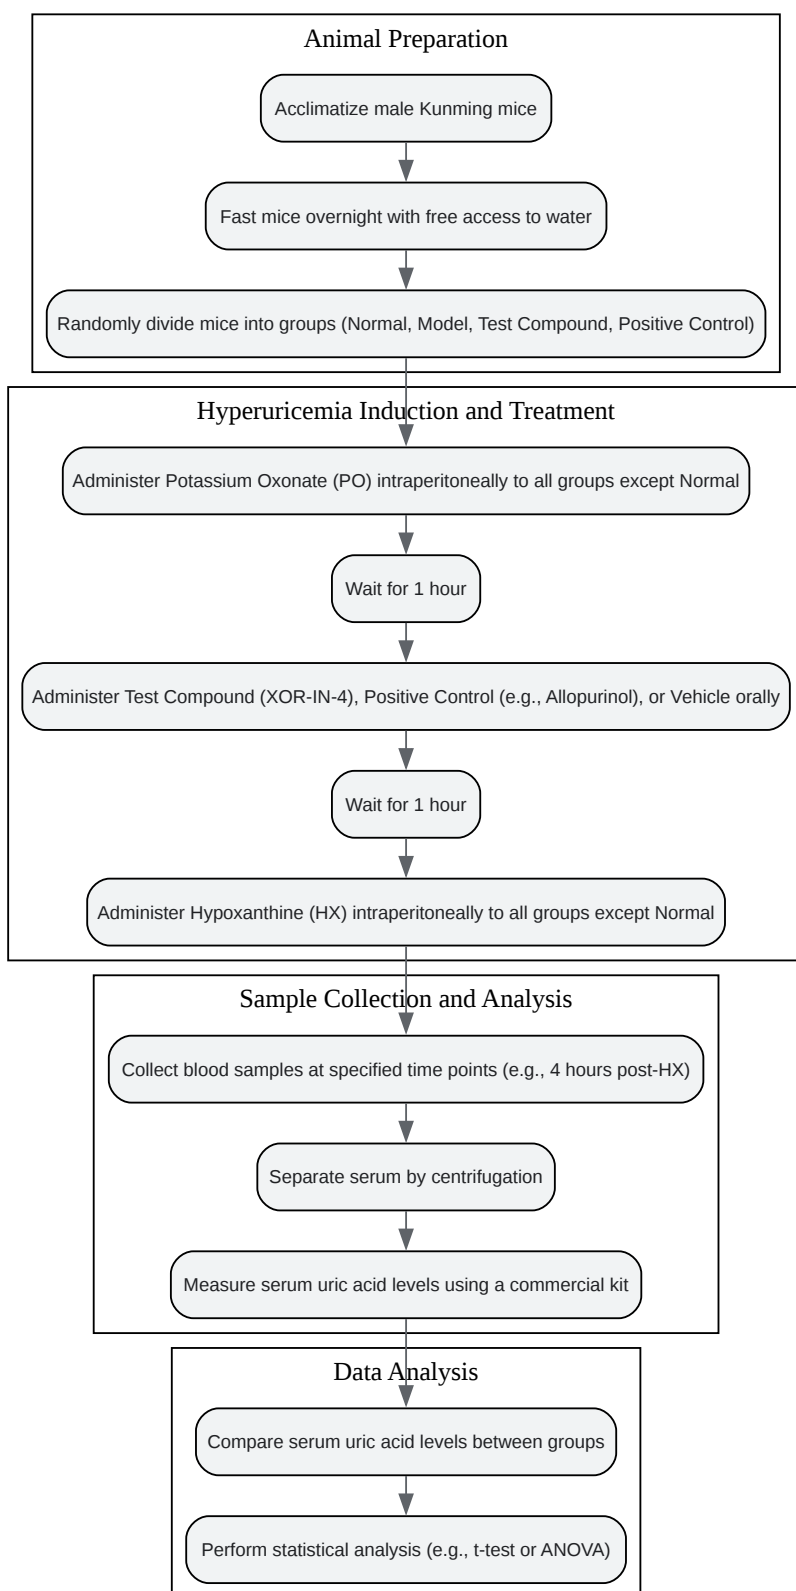 Animal Preparation
Acclimatize male Kunming mice
Fast mice overnight with free access to water
Randomly divide mice into groups (Normal, Model, Test Compound, Positive Control)
Hyperuricemia Induction and Treatment
Administer Potassium Oxonate (PO) intraperitoneally to all groups except Normal
Wait for 1 hour
Administer Test Compound (XOR-IN-4), Positive Control (e.g., Allopurinol), or Vehicle orally
Wait for 1 hour
Administer Hypoxanthine (HX) intraperitoneally to all groups except Normal
Sample Collection and Analysis
Collect blood samples at specified time points (e.g., 4 hours post-HX)
Separate serum by centrifugation
Measure serum uric acid levels using a commercial kit
Data Analysis
Compare serum uric acid levels between groups
Perform statistical analysis (e.g., t-test or ANOVA)